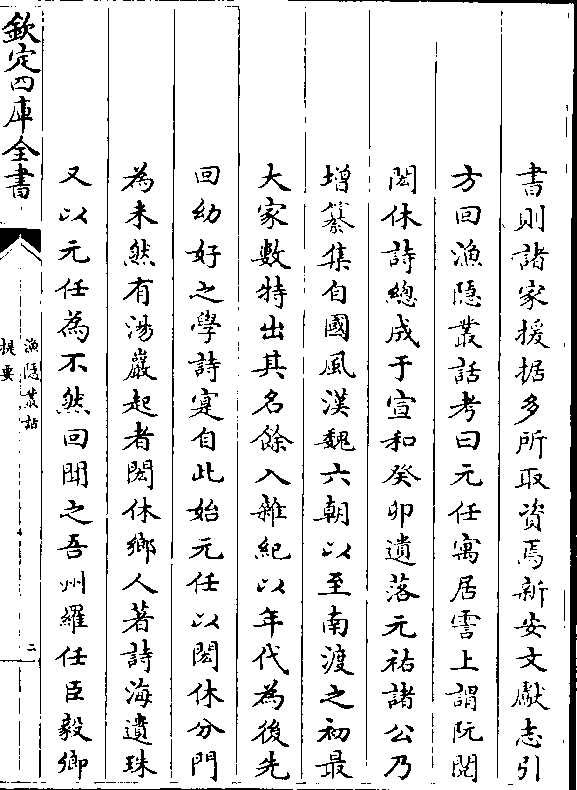 書則諸家援据多所取資焉新安文獻志引
方回漁隱叢話考曰元任寓居霅上謂阮閱
閎休詩總成于宣和癸卯遺落元祐諸公乃
增纂集自國風漢魏六朝以至南渡之初最
大家數特出其名餘入雜紀以年代為後先
回幼好之學詩寔自此始元任以閎休分門
為未然有湯巖起者閎休鄉人著詩海遺珠
又以元任為不然回聞之吾州羅任臣毅卿
欽定四庫全書
漁隱叢話
提要
二